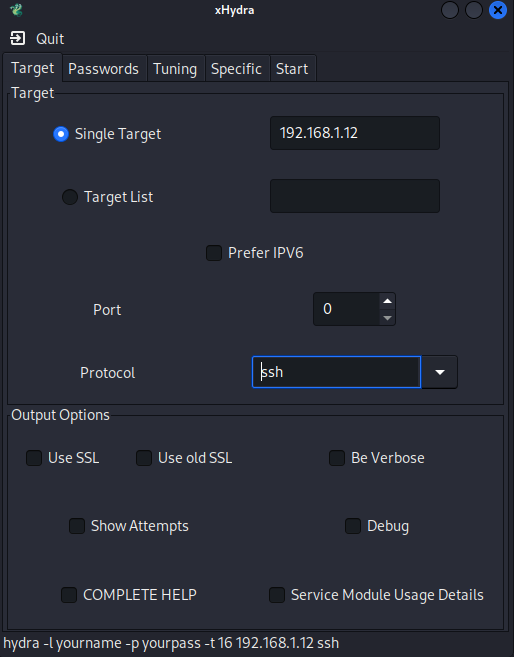 xHydra
Quit
Target Passwords Tuning Specific Start
Target
Single Target 192.168.1.12
Target List
Prefer IPV6
Port 0
Protocol ssh
Output Options
Use SSL Use old SSL Be Verbose
Show Attempts Debug
COMPLETE HELP Service Module Usage Details
hydra -l yourname -p yourpass -t 16 192.168.1.12 ssh